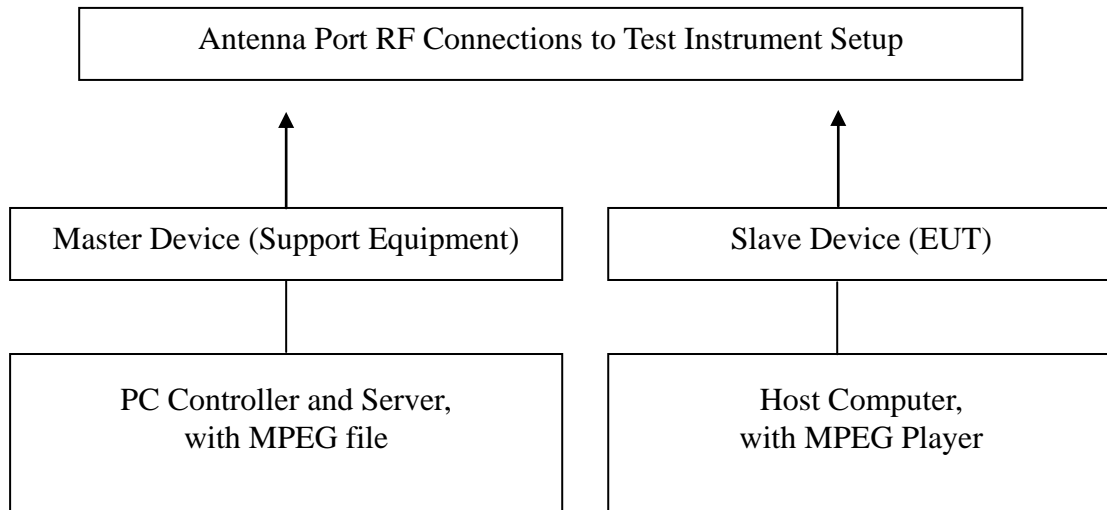 Antenna Port RF Connections to Test Instrument Setup
Master Device (Support Equipment)
Slave Device (EUT)
PC Controller and Server,
with MPEG file
Host Computer,
with MPEG Player